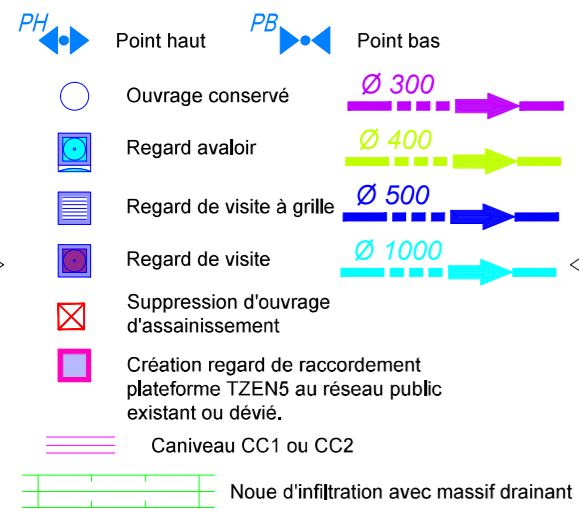 PH Point haut PB Point bas
Ouvrage conservé Ø 300
Regard avaloir Ø 400
Regard de visite à grille Ø 500
Regard de visite Ø 1000
Suppression d'ouvrage
d'assainissement
Création regard de raccordement
plateforme TZEN5 au réseau public
existant ou dévié.
Caniveau CC1 ou CC2
Noue d'infiltration avec massif drainant